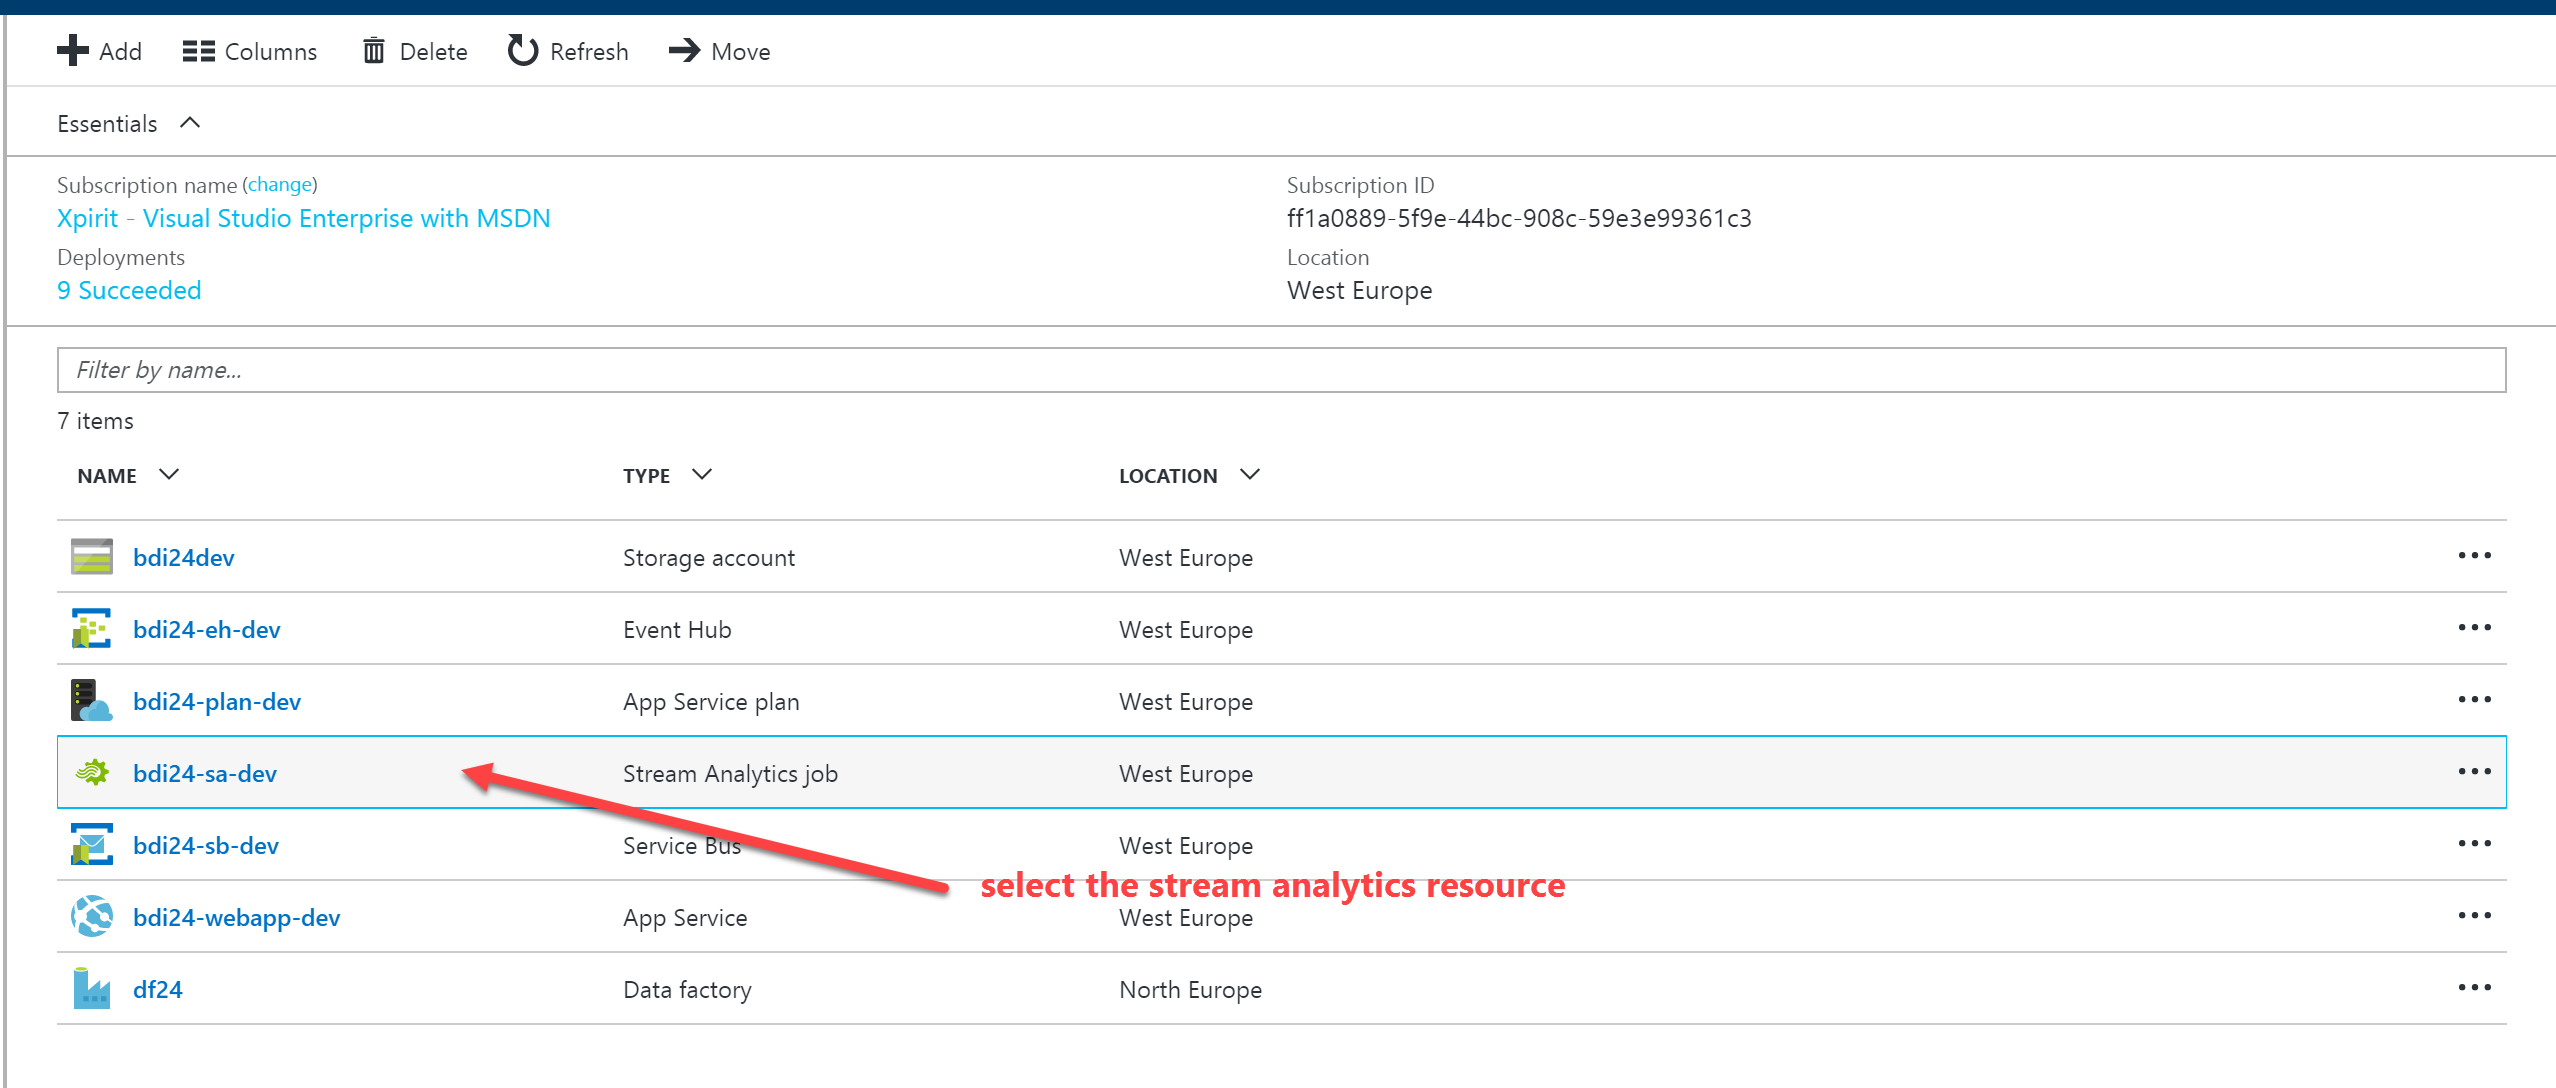 Add Columns Delete Refresh Move
Essentials
Subscription name (change) Subscription ID
Xpirit - Visual Studio Enterprise with MSDN ff1a0889-5f9e-44bc-908c-59e3e99361c3
Deployments Location
9 Succeeded West Europe
Filter by name...
7 items
NAME TYPE LOCATION
bdi24dev Storage account West Europe
bdi24-eh-dev Event Hub West Europe
bdi24-plan-dev App Service plan West Europe
bdi24-sa-dev Stream Analytics job West Europe
bdi24-sb-dev Service Bus West Europe
select the stream analytics resource
bdi24-webapp-dev App Service West Europe
df24 Data factory North Europe